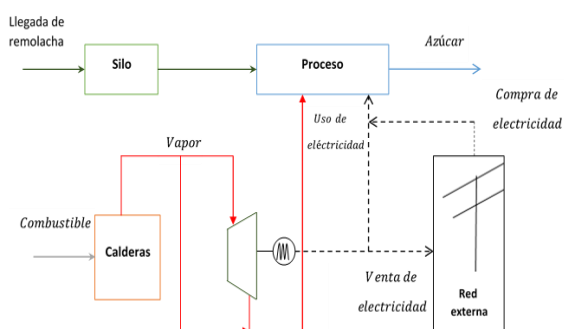 Llegada de
remolacha
Silo
Proceso
Azúcar
Compra de
electricidad
Uso de
eléctricidad
Vapor
Combustible
Calderas
Venta de
electricidad
Red
externa